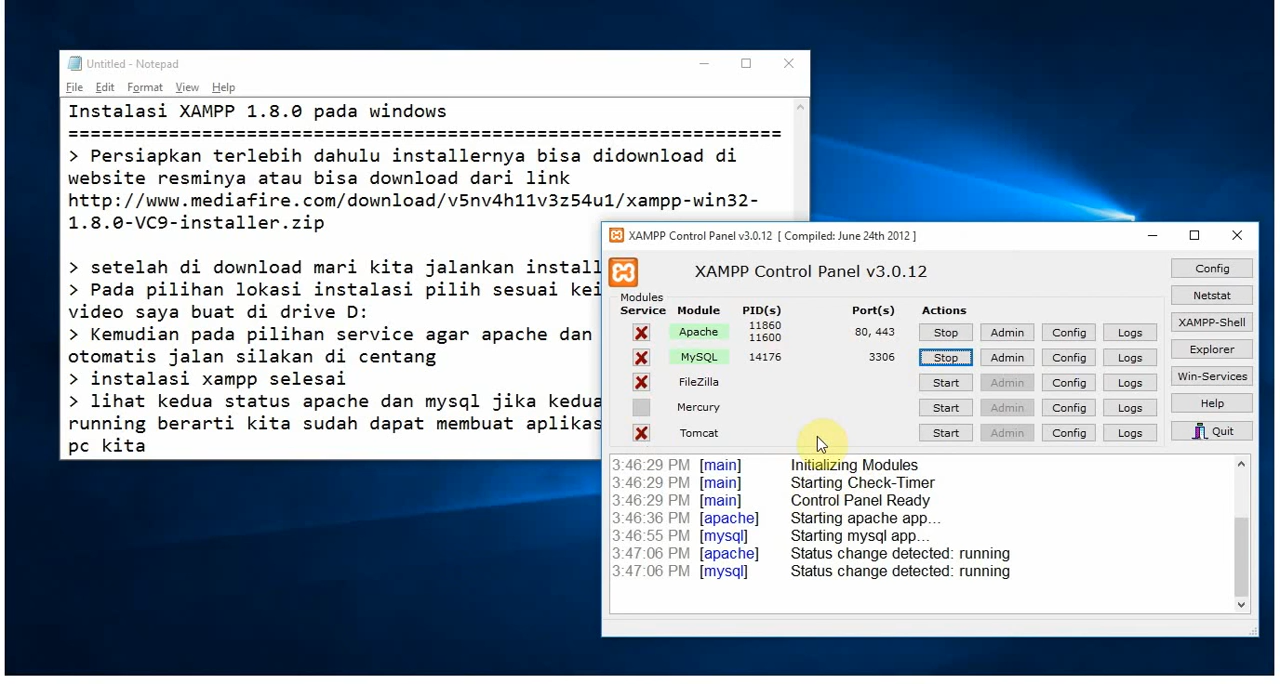 Untitled - Notepad
File Edit Format View Help
Instalasi XAMPP 1.8.0 pada windows
================================================================
> Persiapkan terlebih dahulu installernya bisa didownload di
website resminya atau bisa download dari link
http://www.mediafire.com/download/v5nv4h11v3z54u1/xampp-win32-
1.8.0-VC9-installer.zip
> setelah di download mari kita jalankan install
> Pada pilihan lokasi instalasi pilih sesuai kei
video saya buat di drive D:
> Kemudian pada pilihan service agar apache dan
otomatis jalan silakan di centang
> instalasi xampp selesai
> lihat kedua status apache dan mysql jika kedua
running berarti kita sudah dapat membuat aplikas
pc kita
XAMPP Control Panel v3.0.12 [ Compiled: June 24th 2012 ]
XAMPP Control Panel v3.0.12
Config
Modules
Netstat
Service Module PID(s) Port(s) Actions
Apache 11860 11600 80, 443 Stop Admin Config Logs
XAMPP-Shell
MySQL 14176 3306 Stop Admin Config Logs
Explorer
FileZilla Start Admin Config Logs
Win-Services
Mercury Start Admin Config Logs
Help
Tomcat Start Admin Config Logs
Quit
3:46:29 PM [main] Initializing Modules
3:46:29 PM [main] Starting Check-Timer
3:46:29 PM [main] Control Panel Ready
3:46:36 PM [apache] Starting apache app...
3:46:55 PM [mysql] Starting mysql app...
3:47:06 PM [apache] Status change detected: running
3:47:06 PM [mysql] Status change detected: running